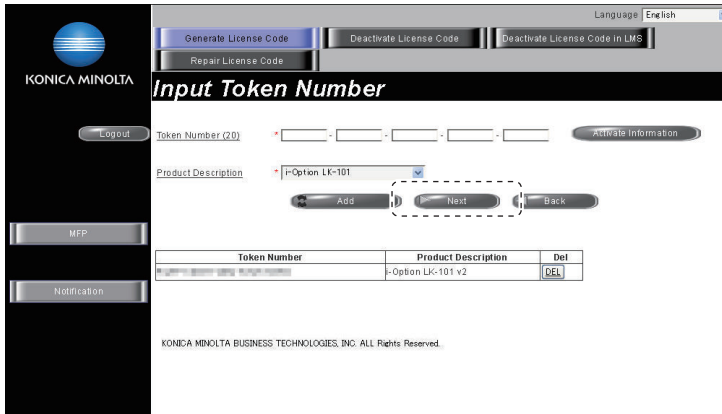 Language English
Generate License Code Deactivate License Code Deactivate License Code in LMS
Repair License Code
KONICA MINOLTA
Input Token Number
Logout Token Number (20) * - - - - Activate Information
Product Description * i-Option LK-101
Add Next Back
MFP
Token Number Product Description Del
i-Option LK-101 v2 DEL
Notification
KONICA MINOLTA BUSINESS TECHNOLOGIES, INC. ALL Rights Reserved.